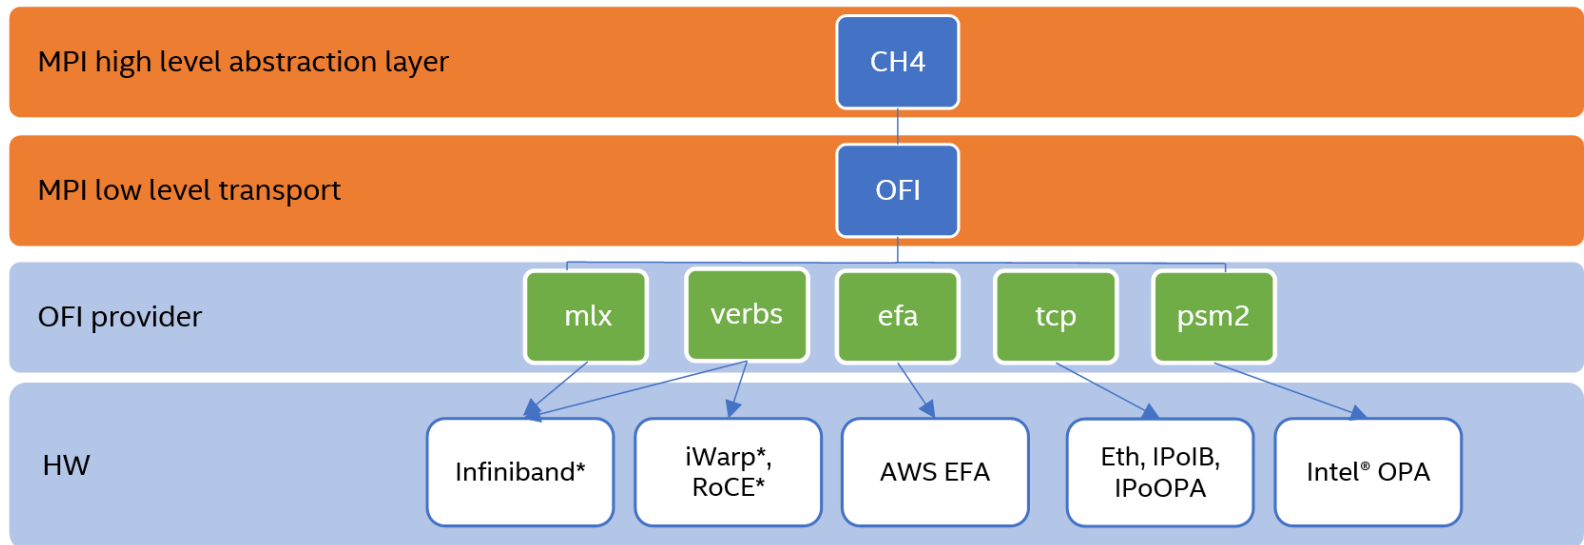 MPI high level abstraction layer
CH4
MPI low level transport
OFI
OFI provider
mlx
verbs
efa
tcp
psm2
HW
Infiniband*
iWarp*,
RoCE*
AWS EFA
Eth, IPoIB,
IPoOPA
Intel® OPA